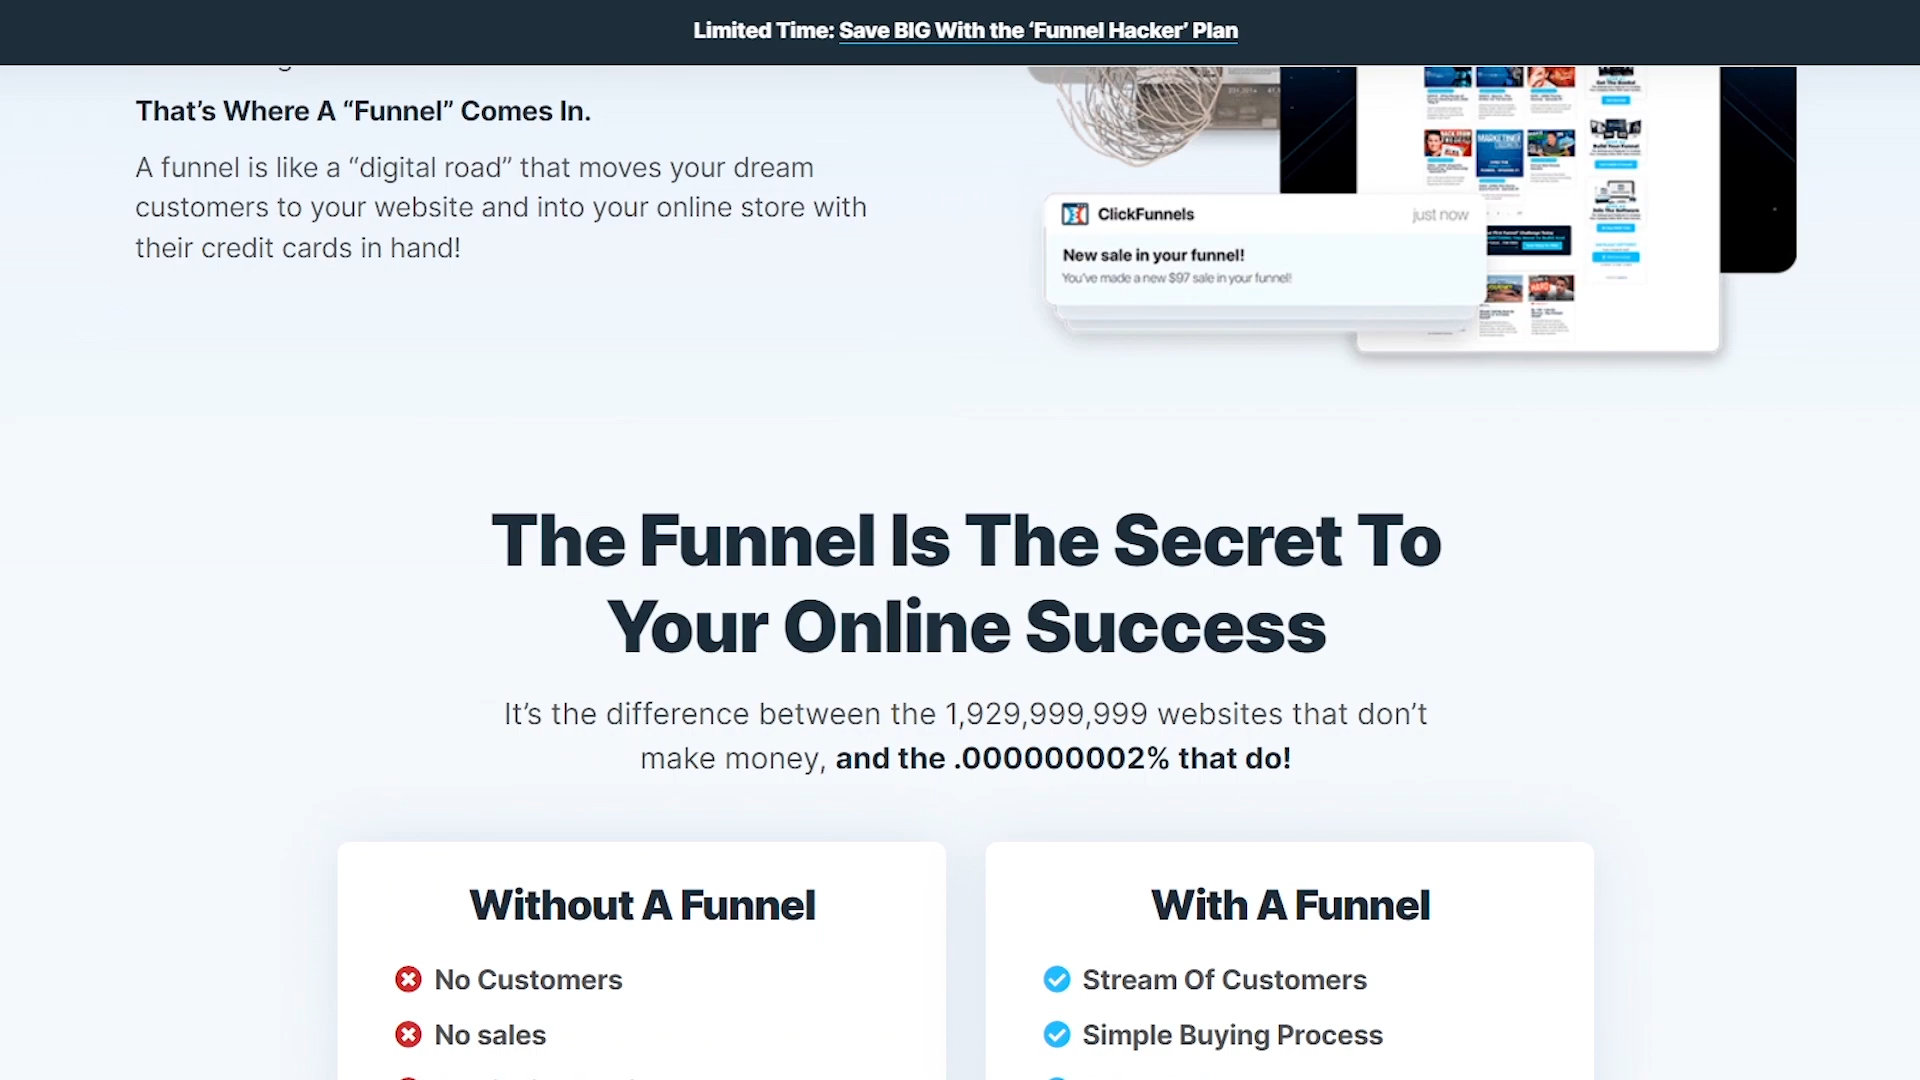 Limited Time: Save BIG With the ‘Funnel Hacker’ Plan
That’s Where A “Funnel” Comes In.
A funnel is like a “digital road” that moves your dream
customers to your website and into your online store with
their credit cards in hand!
ClickFunnels
just now
New sale in your funnel!
You’ve made a new $97 sale in your funnel!
The Funnel Is The Secret To
Your Online Success
It’s the difference between the 1,929,999,999 websites that don’t
make money, and the .000000002% that do!
Without A Funnel
No Customers
No sales
With A Funnel
Stream Of Customers
Simple Buying Process